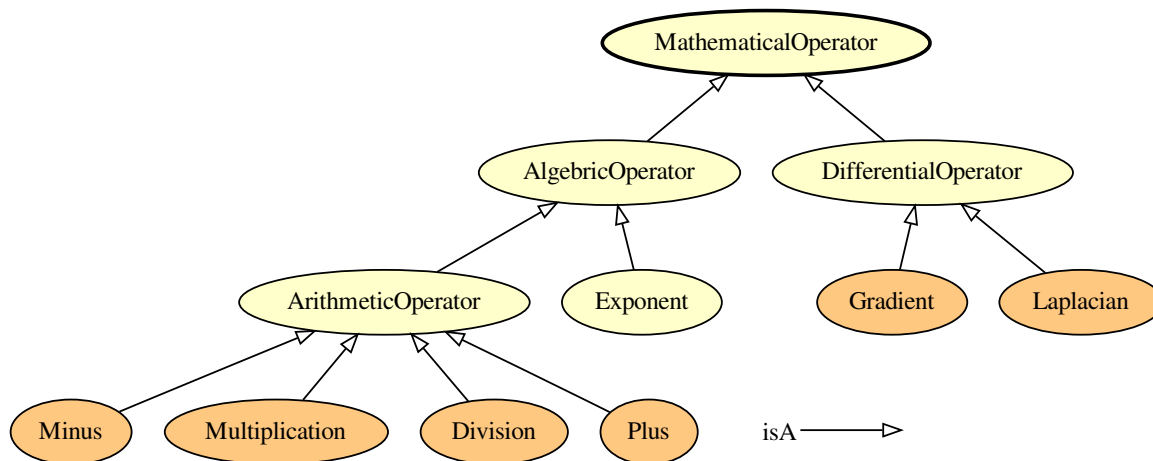 MathematicalOperator
AlgebricOperator
DifferentialOperator
ArithmeticOperator
Exponent
Gradient
Laplacian
Minus
Multiplication
Division
Plus
isA